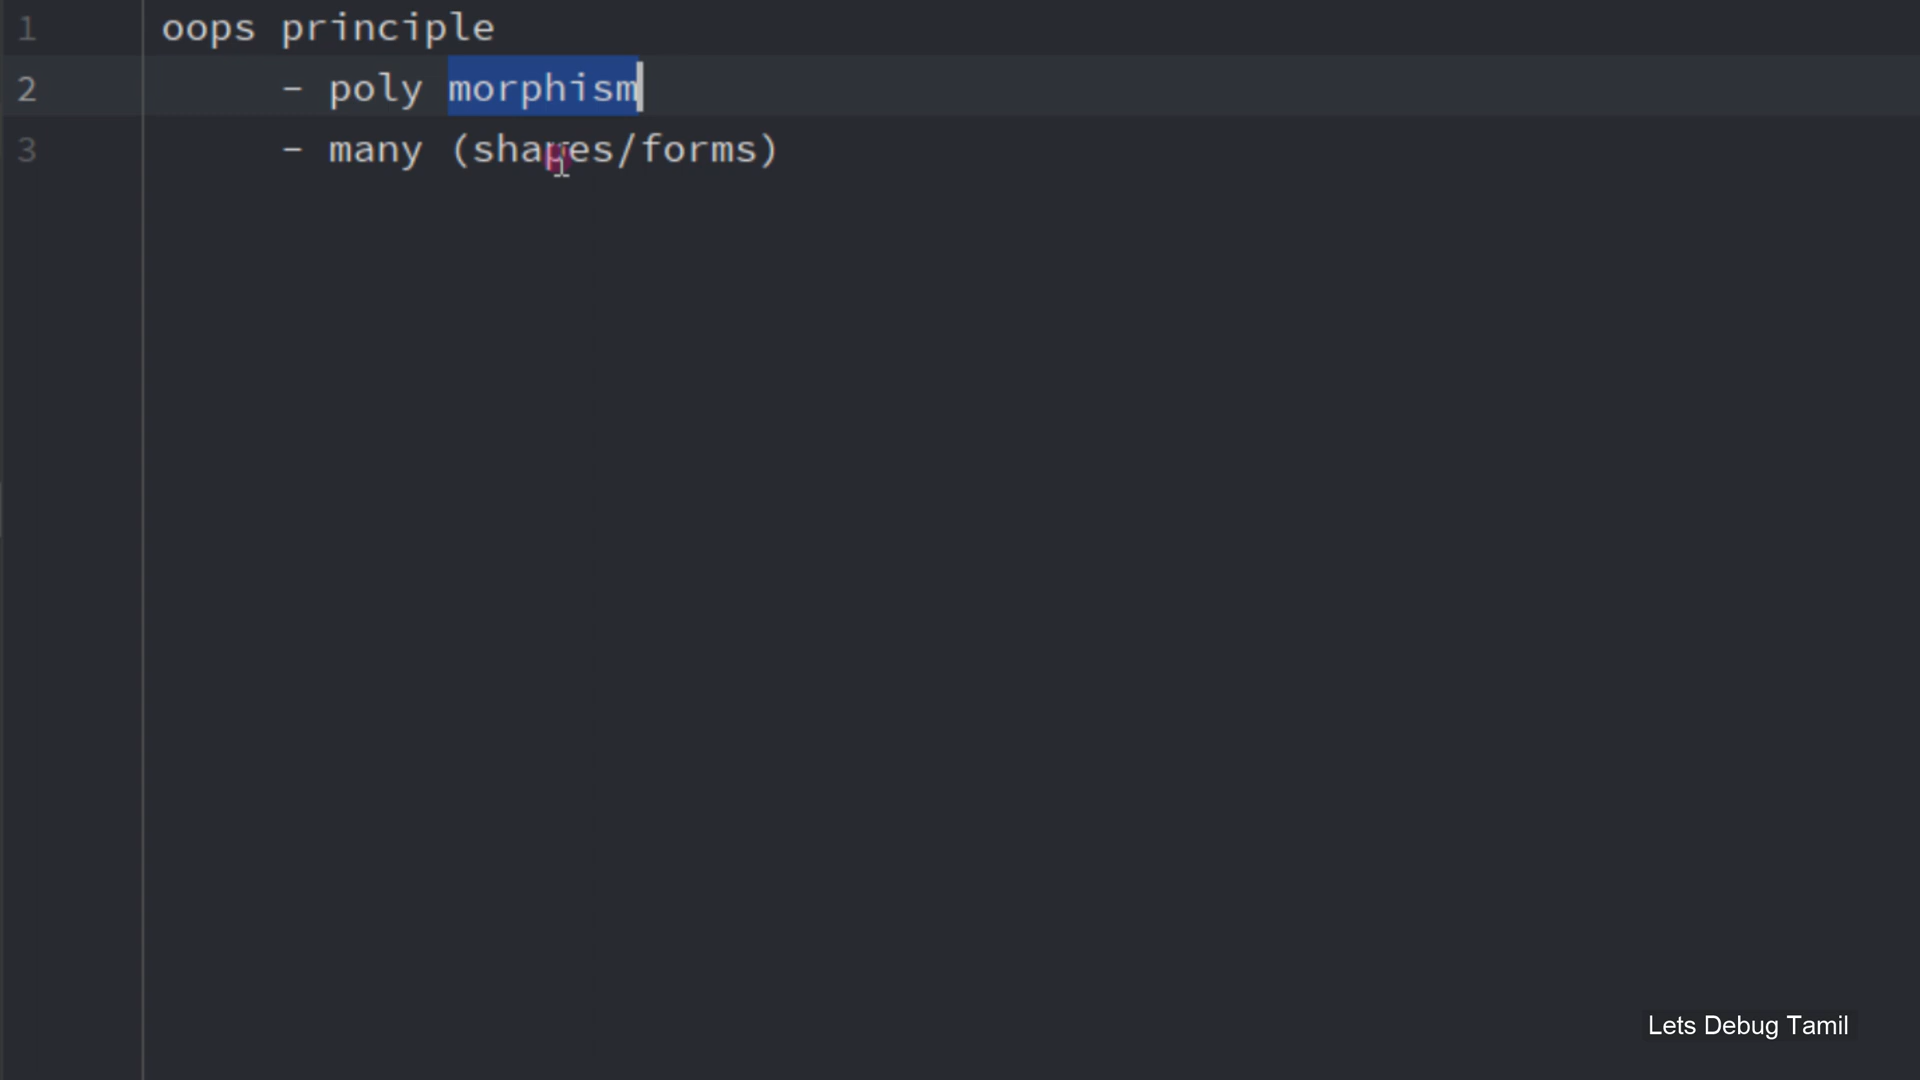 1 oops principle
2 - poly morphism
3 - many (shapes/forms)
Lets Debug Tamil